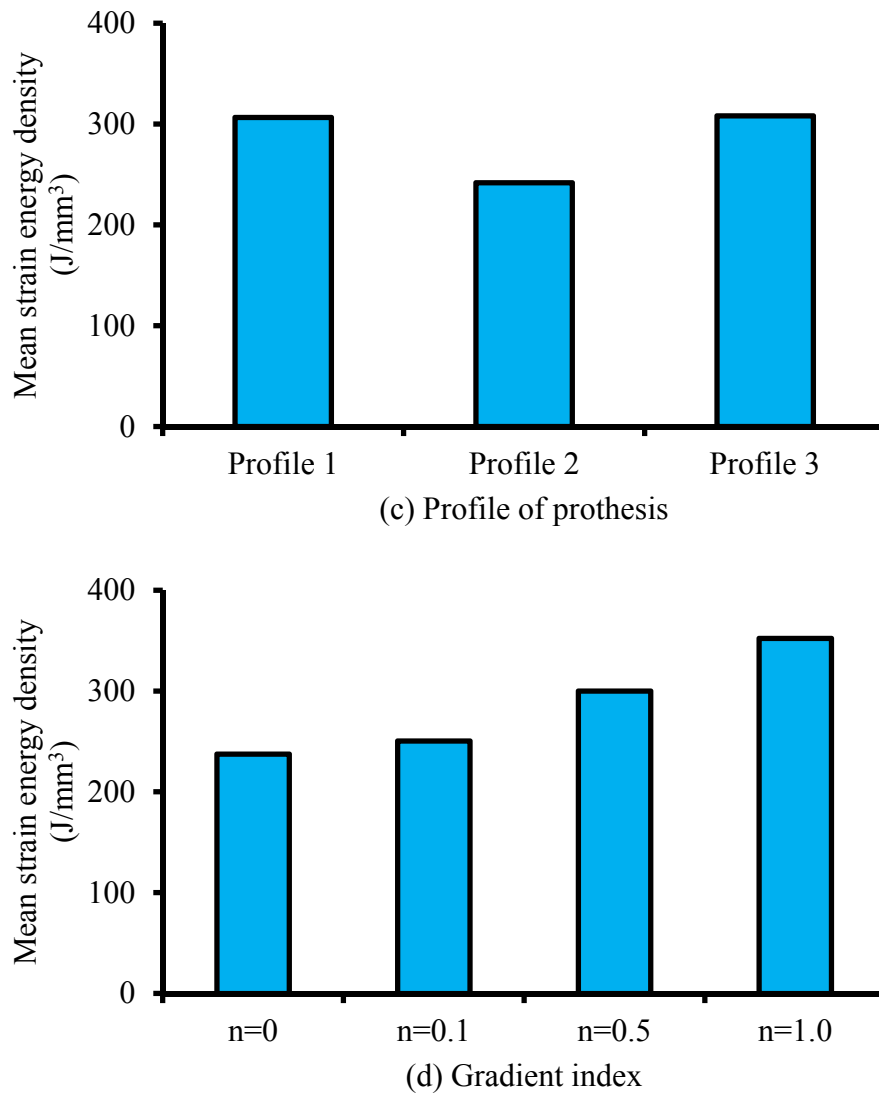 Mean strain energy density
(J/mm³)
400
300
200
100
0
Profile 1 Profile 2 Profile 3
(c) Profile of prothesis
Mean strain energy density
(J/mm³)
400
300
200
100
0
n=0 n=0.1 n=0.5 n=1.0
(d) Gradient index